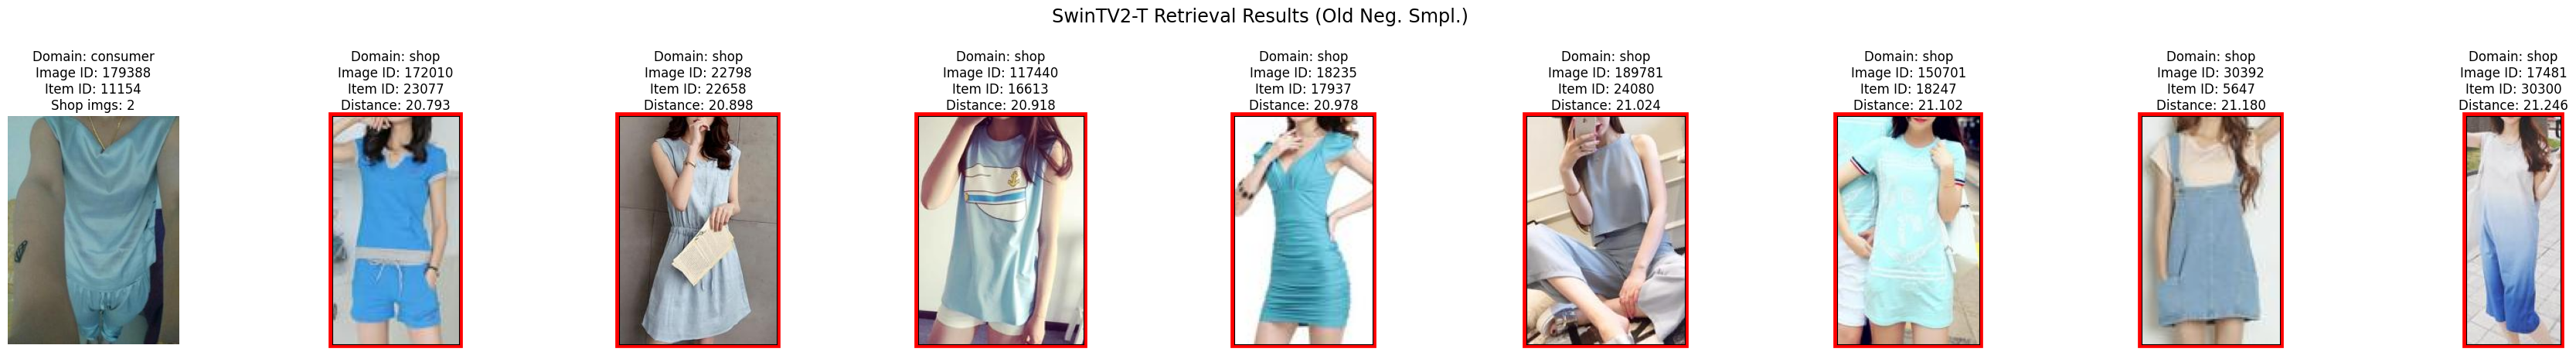 SwinTV2-T Retrieval Results (Old Neg. Smpl.)
Domain: consumer
Image ID: 179388
Item ID: 11154
Shop imgs: 2
Domain: shop
Image ID: 172010
Item ID: 23077
Distance: 20.793
Domain: shop
Image ID: 22798
Item ID: 22658
Distance: 20.898
Domain: shop
Image ID: 117440
Item ID: 16613
Distance: 20.918
Domain: shop
Image ID: 18235
Item ID: 17937
Distance: 20.978
Domain: shop
Image ID: 189781
Item ID: 24080
Distance: 21.024
Domain: shop
Image ID: 150701
Item ID: 18247
Distance: 21.102
Domain: shop
Image ID: 30392
Item ID: 5647
Distance: 21.180
Domain: shop
Image ID: 17481
Item ID: 30300
Distance: 21.246